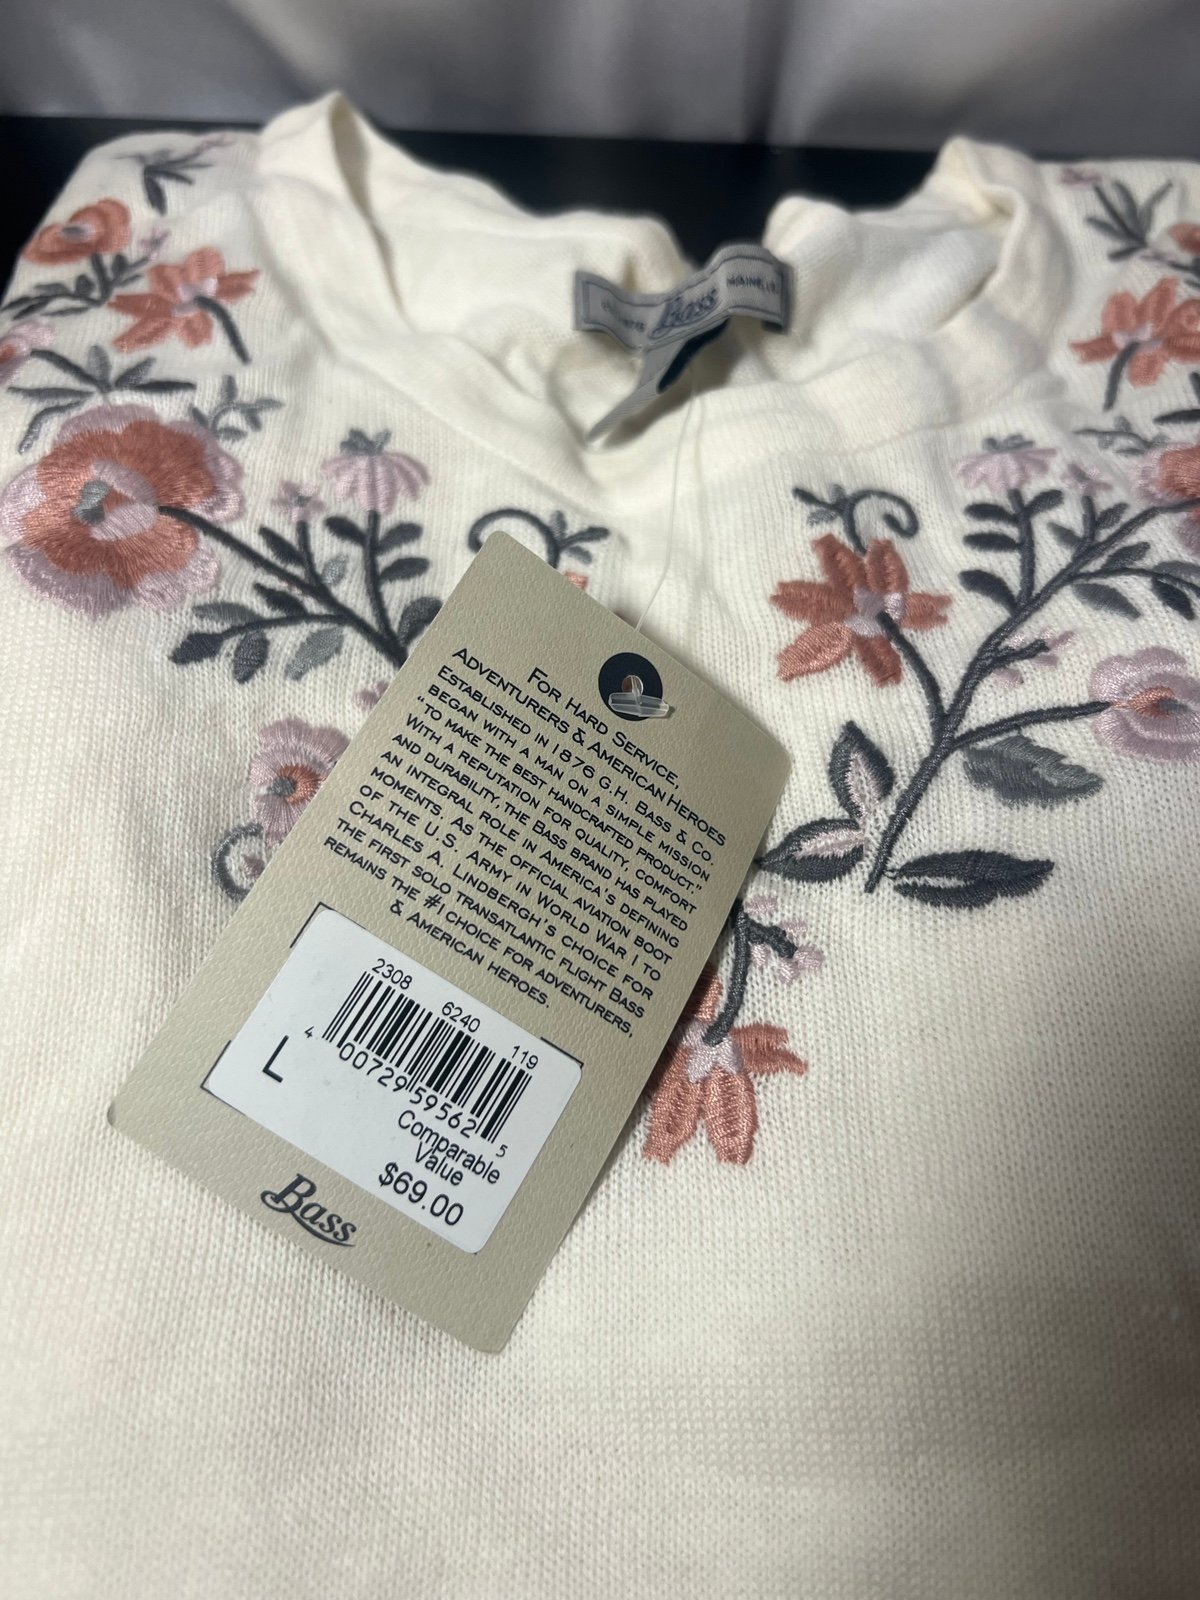 Bass
MAINE, U
FOR HARD SERVICE,
ADVENTURERS & AMERICAN HEROES
ESTABLISHED IN 1876 G.H. BASS & CO.
BEGAN WITH A MAN ON A SIMPLE MISSION
"TO MAKE THE BEST HANDCRAFTED PRODUCT."
WITH A REPUTATION FOR QUALITY, COMFORT
AND DURABILITY, THE BASS BRAND HAS PLAYED
AN INTEGRAL ROLE IN AMERICA'S DEFINING
MOMENTS. AS THE OFFICIAL AVIATION BOOT
OF THE U.S. ARMY IN WORLD WAR I TO
CHARLES A. LINDBERGH'S CHOICE FOR
THE FIRST SOLO TRANSATLANTIC FLIGHT BASS
REMAINS THE #1 CHOICE FOR ADVENTURERS,
& AMERICAN HEROES.
2308 6240 119
4 00729 59562 5
L
Comparable
Value
$69.00
Bass